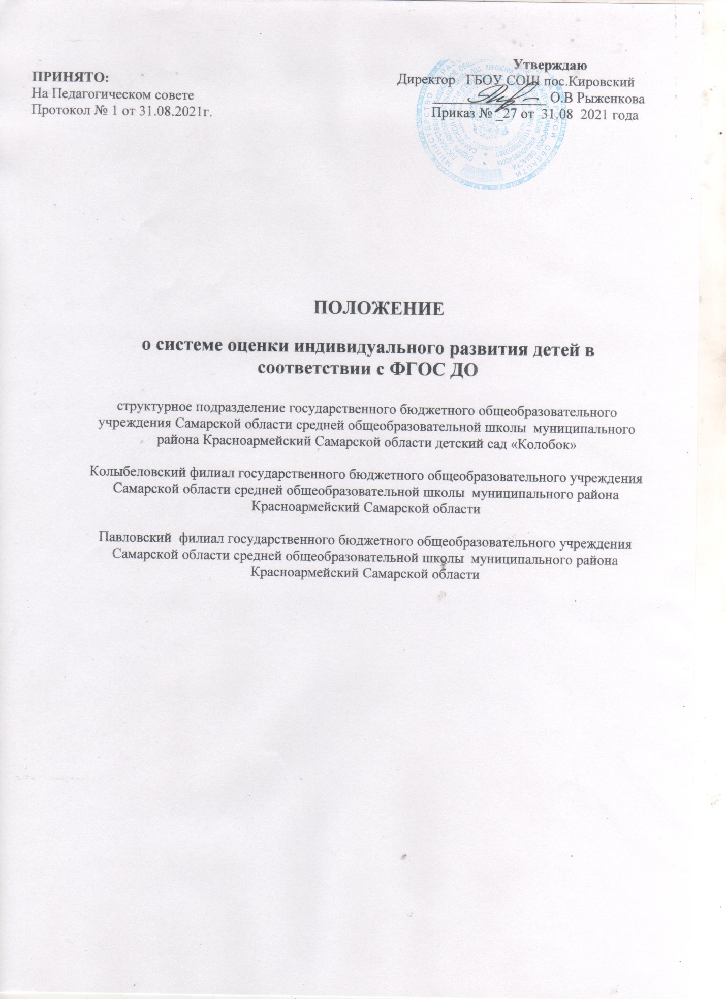 ПРИНЯТО:
На Педагогическом совете
Протокол № 1 от 31.08.2021г.
Утверждаю
Директор ГБОУ СОШ пос.Кировский
О.В Рыженкова
Приказ № _27 от 31.08 2021 года
ПОЛОЖЕНИЕ
о системе оценки индивидуального развития детей в
соответствии с ФГОС ДО
структурное подразделение государственного бюджетного общеобразовательного
учреждения Самарской области средней общеобразовательной школы муниципального
района Красноармейский Самарской области детский сад «Колобок»
Колыбеловский филиал государственного бюджетного общеобразовательного учреждения
Самарской области средней общеобразовательной школы муниципального района
Красноармейский Самарской области
Павловский филиал государственного бюджетного общеобразовательного учреждения
Самарской области средней общеобразовательной школы муниципального района
Красноармейский Самарской области